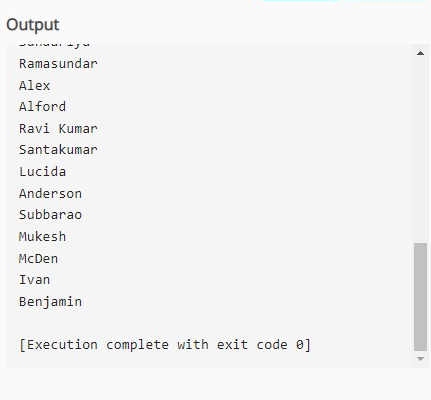 Output
Ramasundar
Alex
Alford
Ravi Kumar
Santakumar
Lucida
Anderson
Subbarao
Mukesh
McDen
Ivan
Benjamin
[Execution complete with exit code 0]